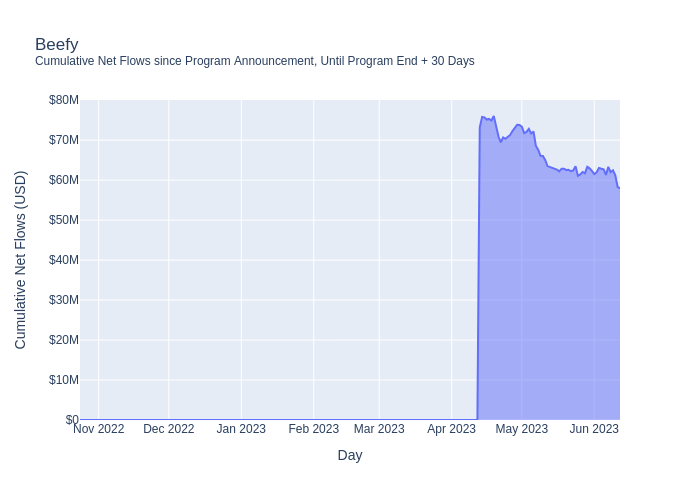 Beefy
Cumulative Net Flows since Program Announcement, Until Program End + 30 Days
Cumulative Net Flows (USD)
$80M
$70M
$60M
$50M
$40M
$30M
$20M
$10M
$0
Nov 2022 Dec 2022 Jan 2023 Feb 2023 Mar 2023 Apr 2023 May 2023 Jun 2023
Day